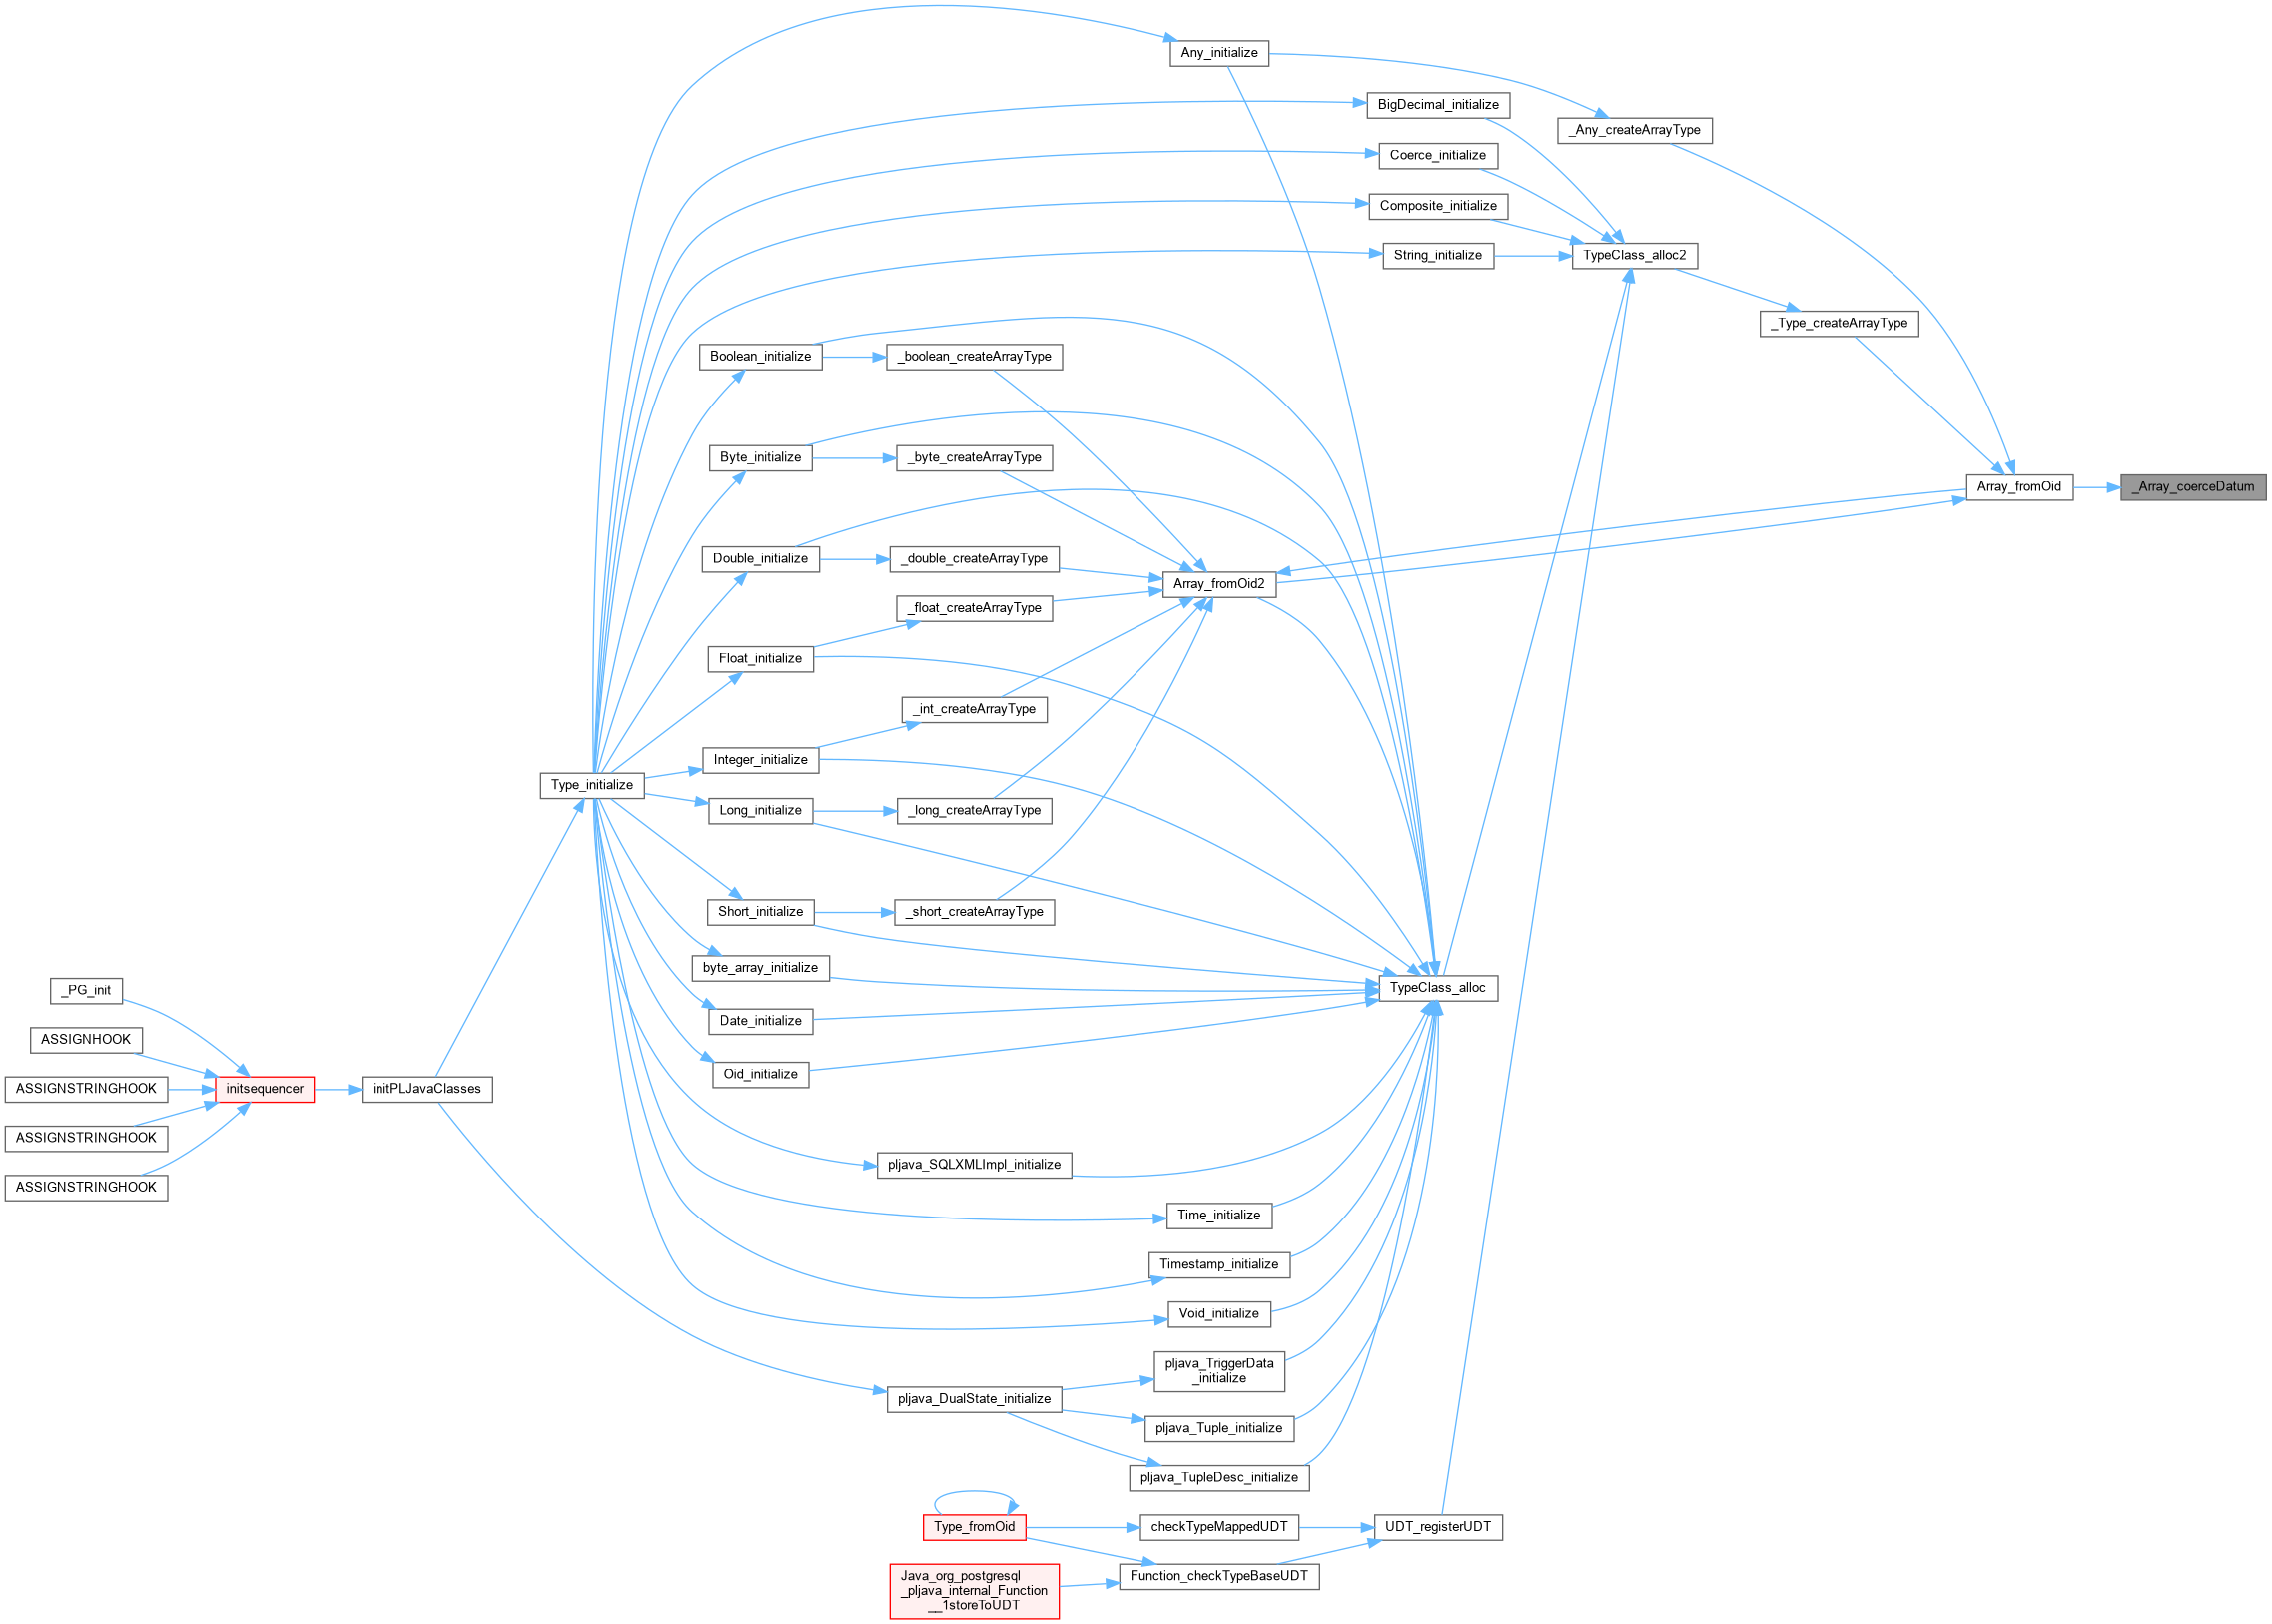 Any_initialize
BigDecimal_initialize
_Any_createArrayType
Coerce_initialize
Composite_initialize
String_initialize
TypeClass_alloc2
_Type_createArrayType
Boolean_initialize
_boolean_createArrayType
Byte_initialize
_byte_createArrayType
Array_fromOid
_Array_coerceDatum
Double_initialize
_double_createArrayType
Array_fromOid2
_float_createArrayType
Float_initialize
_int_createArrayType
Integer_initialize
Type_initialize
Long_initialize
_long_createArrayType
Short_initialize
_short_createArrayType
byte_array_initialize
TypeClass_alloc
_PG_init
Date_initialize
ASSIGNHOOK
Oid_initialize
ASSIGNSTRINGHOOK
initsequencer
initPLJavaClasses
ASSIGNSTRINGHOOK
pljava_SQLXMLImpl_initialize
ASSIGNSTRINGHOOK
Time_initialize
Timestamp_initialize
Void_initialize
pljava_TriggerData
_initialize
pljava_DualState_initialize
pljava_Tuple_initialize
pljava_TupleDesc_initialize
Type_fromOid
checkTypeMappedUDT
UDT_registerUDT
Function_checkTypeBaseUDT
Java_org_postgresql
_pljava_internal_Function
__1storeToUDT